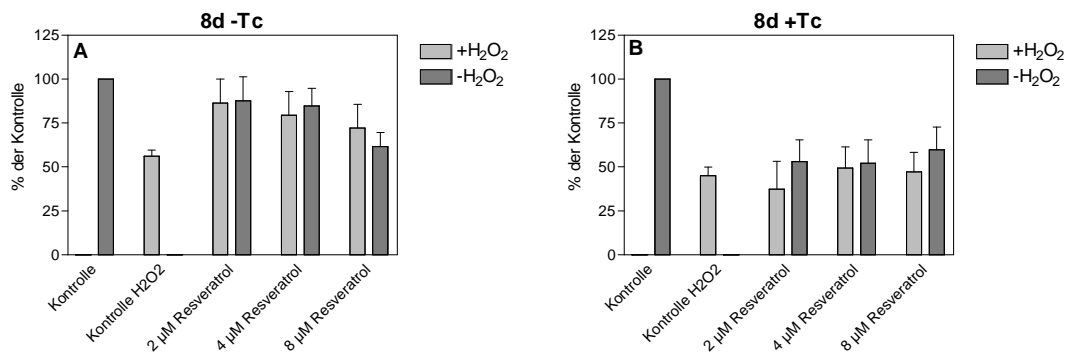 8d -Tc
A
% der Kontrolle
125
100
75
50
25
0
Kontrolle
Kontrolle H2O2
2 µM Resveratrol
4 µM Resveratrol
8 µM Resveratrol
+H₂O₂
-H₂O₂
8d +Tc
B
% der Kontrolle
125
100
75
50
25
0
Kontrolle
Kontrolle H2O2
2 µM Resveratrol
4 µM Resveratrol
8 µM Resveratrol
+H₂O₂
-H₂O₂